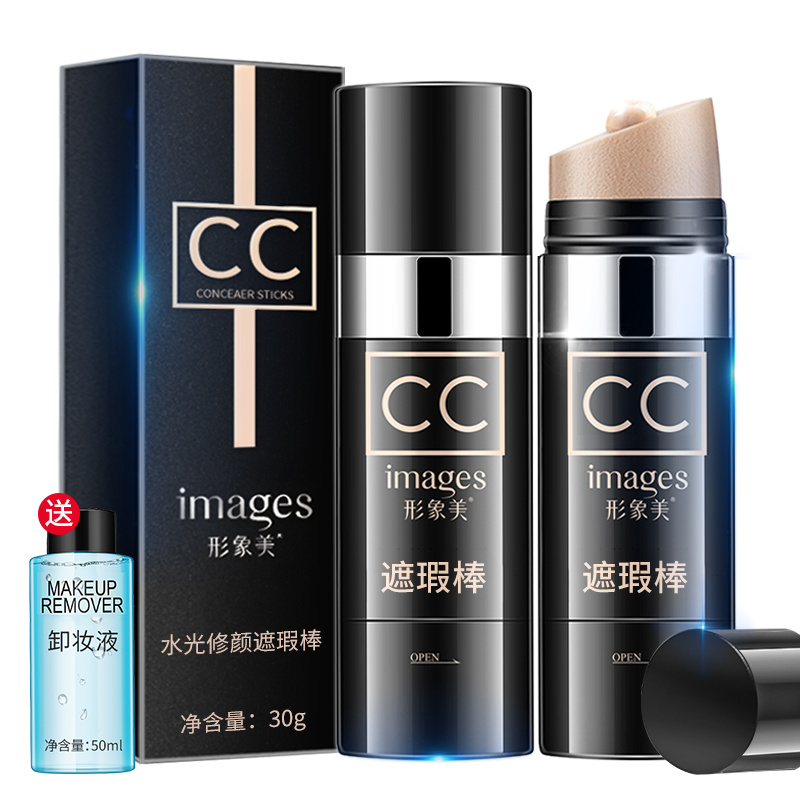 CC
CONCEAER STICKS
images
形象美
水光修颜遮瑕棒
净含量：30g
送
MAKEUP
REMOVER
卸妆液
净含量：50ml
CC
images
形象美®
遮瑕棒
OPEN
CC
images
形象美®
遮瑕棒
OPEN